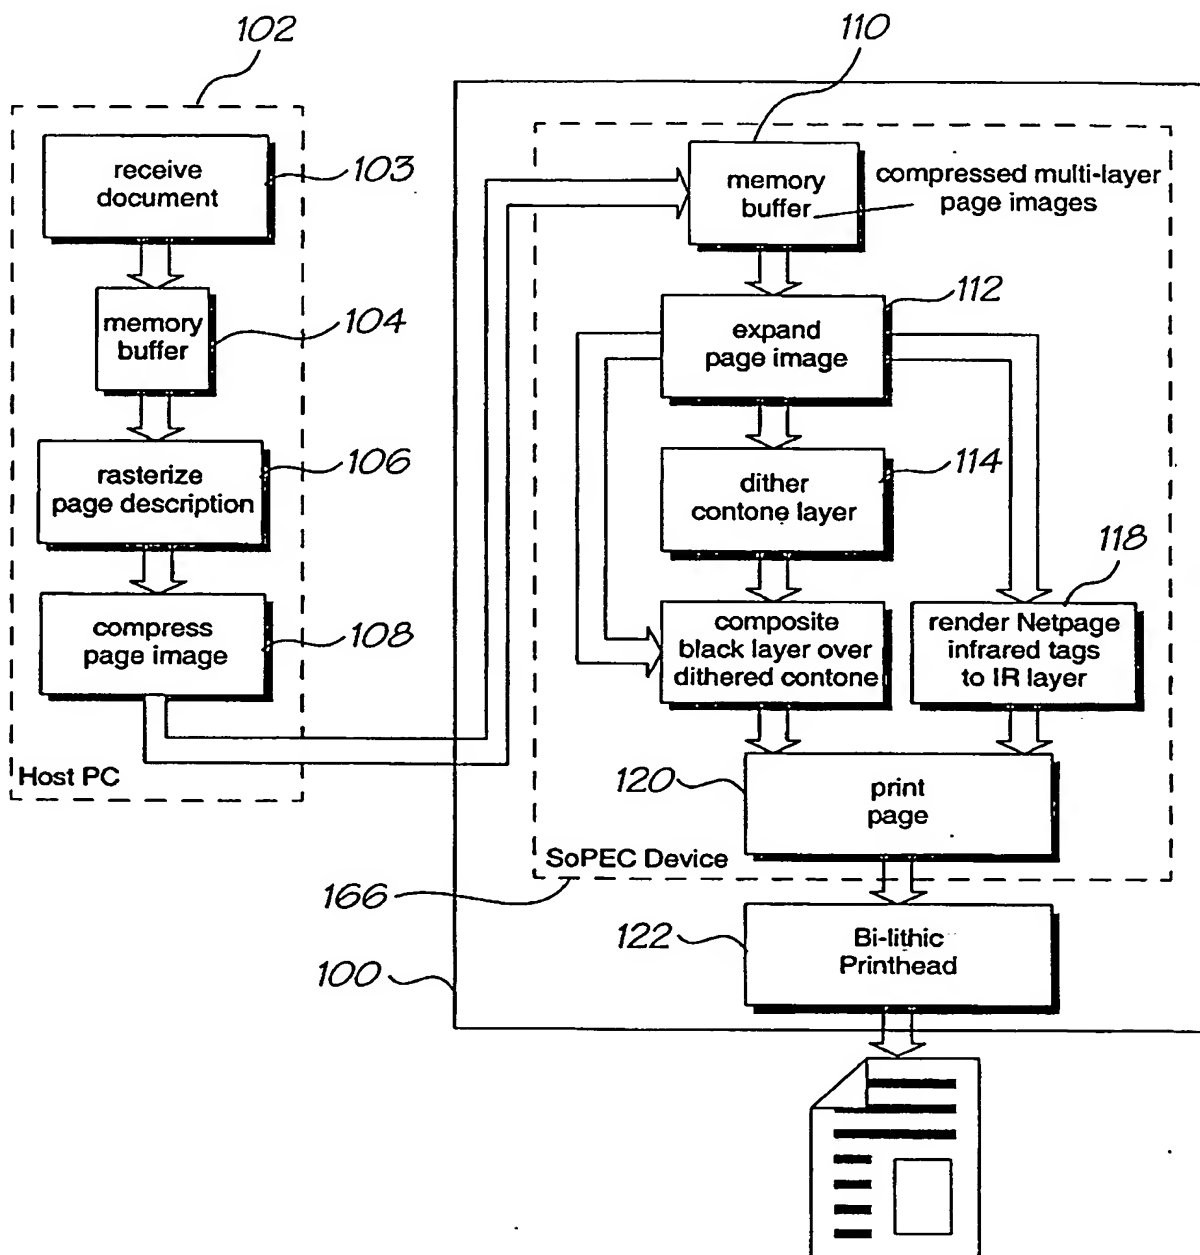 102
110
receive
document
103
memory
buffer
compressed multi-layer
page images
memory
buffer
104
expand
page image
112
rasterize
page description
106
dither
contone layer
114
118
compress
page image
108
composite
black layer over
dithered contone
render Netpage
infrared tags
to IR layer
Host PC
120
print
page
SoPEC Device
166
122
Bi-lithic
Printhead
100